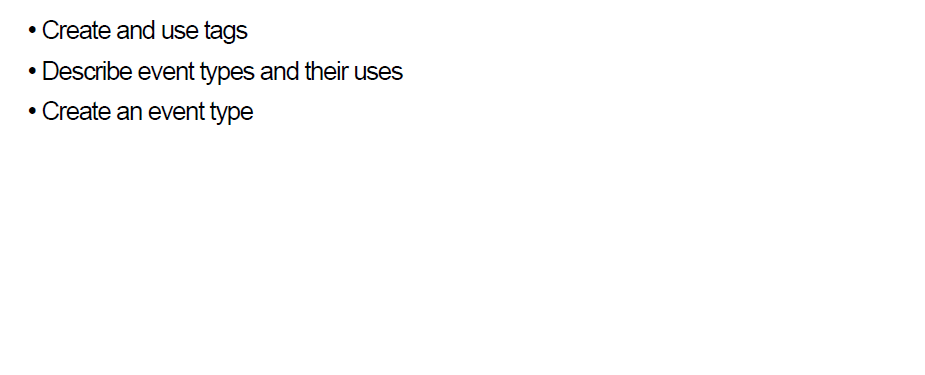 • Create and use tags
• Describe event types and their uses
• Create an event type